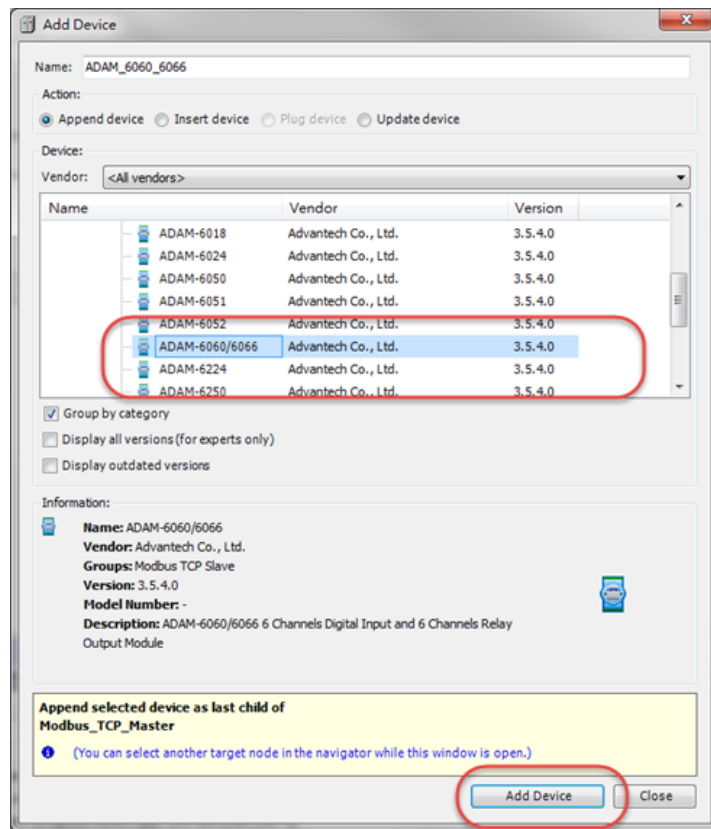 Add Device
Name: ADAM_6060_6066
Action:
Append device Insert device Plug device Update device
Device:
Vendor: <All vendors>
Name Vendor Version
ADAM-6018 Advantech Co., Ltd. 3.5.4.0
ADAM-6024 Advantech Co., Ltd. 3.5.4.0
ADAM-6050 Advantech Co., Ltd. 3.5.4.0
ADAM-6051 Advantech Co., Ltd. 3.5.4.0
ADAM-6052 Advantech Co., Ltd. 3.5.4.0
ADAM-6060/6066 Advantech Co., Ltd. 3.5.4.0
ADAM-6224 Advantech Co., Ltd. 3.5.4.0
ADAM-6250 Advantech Co., Ltd. 3.5.4.0
Group by category
Display all versions (for experts only)
Display outdated versions
Information:
Name: ADAM-6060/6066
Vendor: Advantech Co., Ltd.
Groups: Modbus TCP Slave
Version: 3.5.4.0
Model Number: -
Description: ADAM-6060/6066 6 Channels Digital Input and 6 Channels Relay
Output Module
Append selected device as last child of
Modbus_TCP_Master
(You can select another target node in the navigator while this window is open.)
Add Device Close